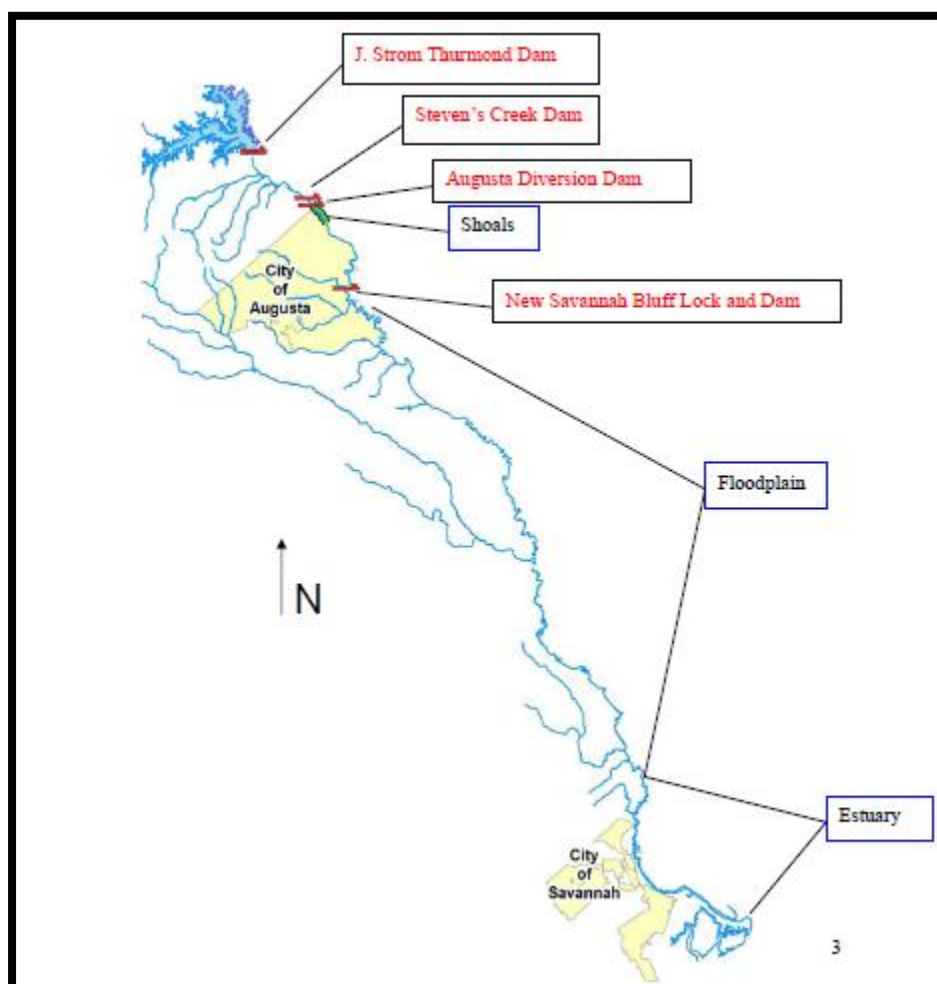 J. Strom Thurmond Dam
Steven's Creek Dam
Augusta Diversion Dam
Shoals
City
of
Augusta
New Savannah Bluff Lock and Dam
Floodplain
N
Estuary
City
of
Savannah
3